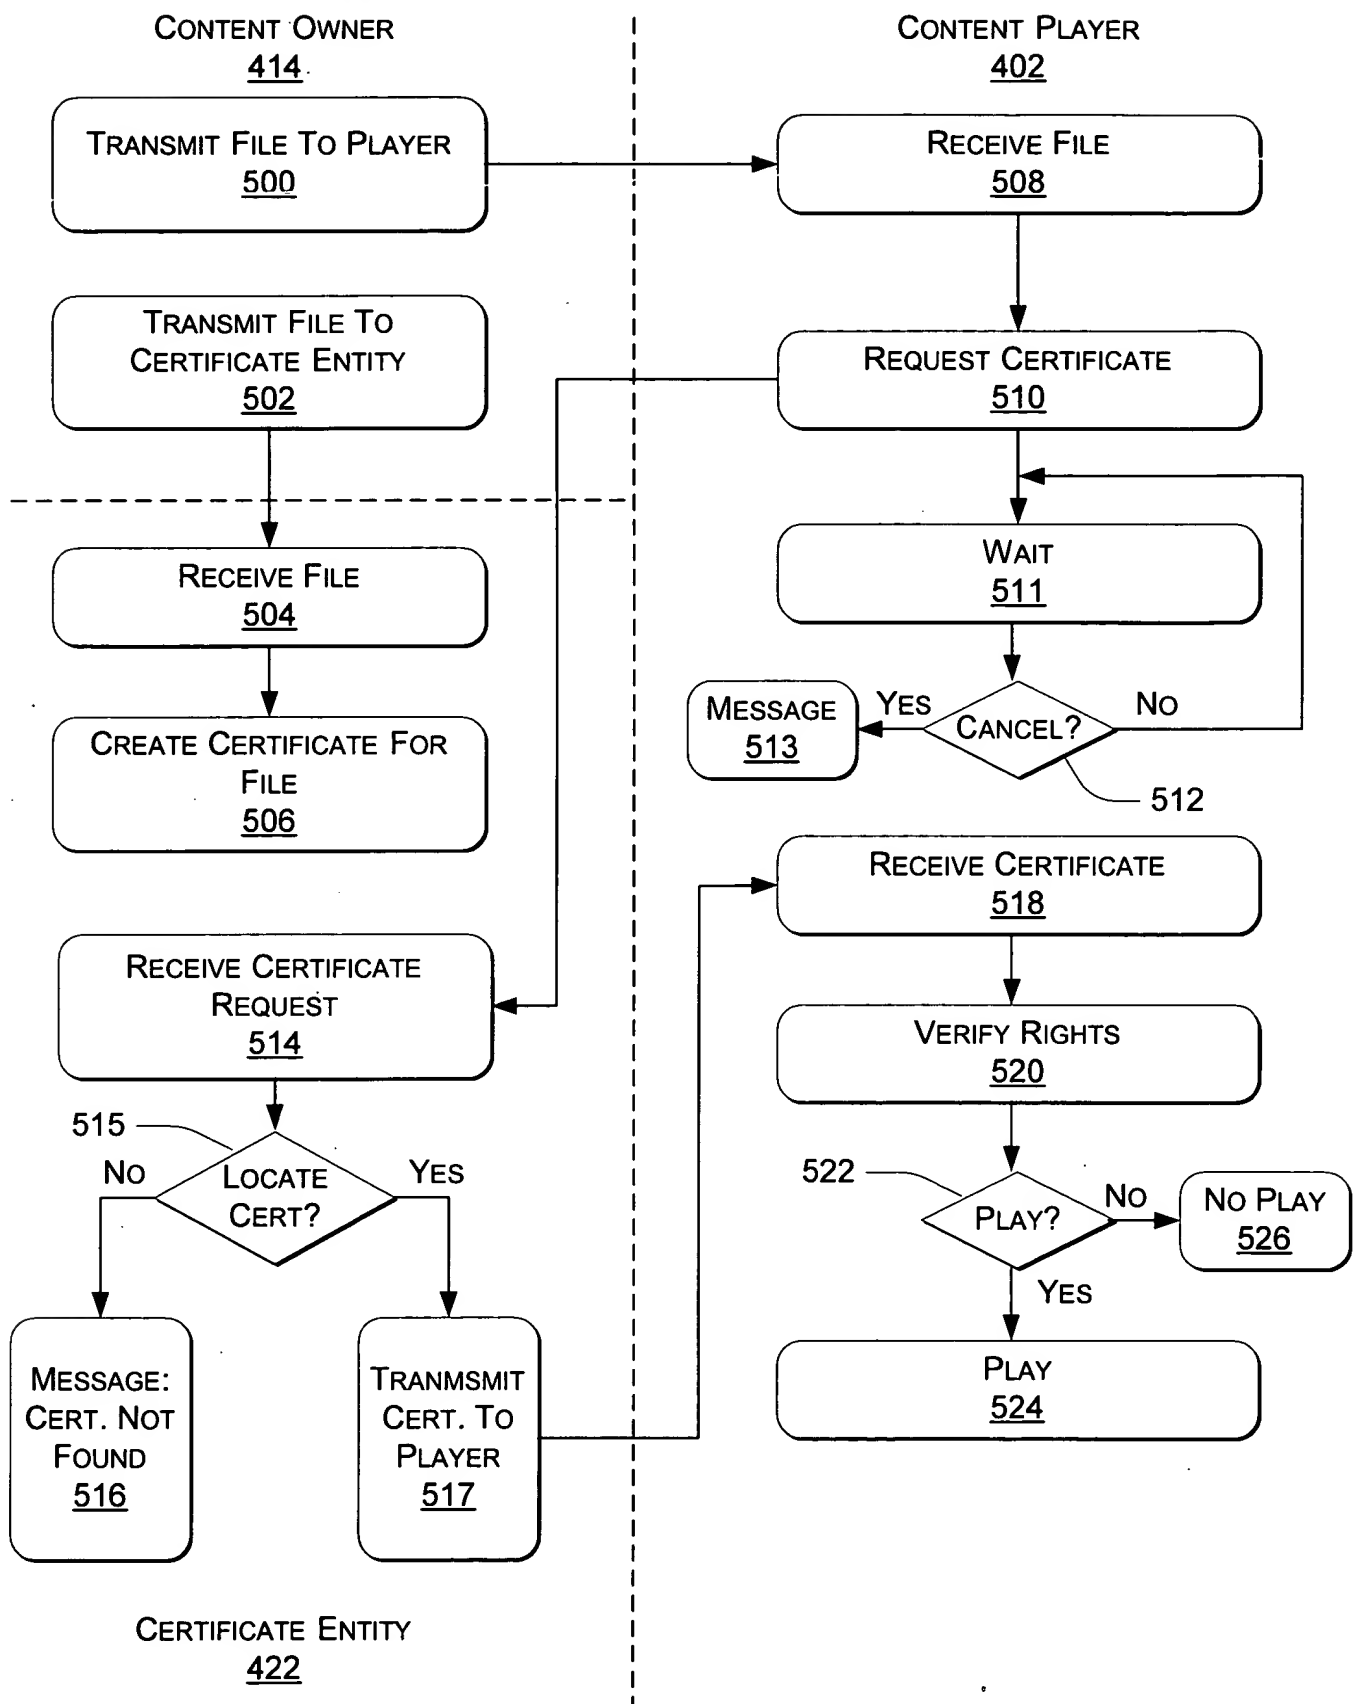 CONTENT OWNER
414
TRANSMIT FILE TO PLAYER
500
TRANSMIT FILE TO
CERTIFICATE ENTITY
502
RECEIVE FILE
504
CREATE CERTIFICATE FOR
FILE
506
RECEIVE CERTIFICATE
REQUEST
514
515
NO
LOCATE
CERT?
YES
MESSAGE:
CERT. NOT
FOUND
516
TRANMSMIT
CERT. TO
PLAYER
517
CERTIFICATE ENTITY
422
CONTENT PLAYER
402
RECEIVE FILE
508
REQUEST CERTIFICATE
510
WAIT
511
MESSAGE
513
YES
CANCEL?
NO
512
RECEIVE CERTIFICATE
518
VERIFY RIGHTS
520
522
PLAY?
NO
NO PLAY
526
YES
PLAY
524